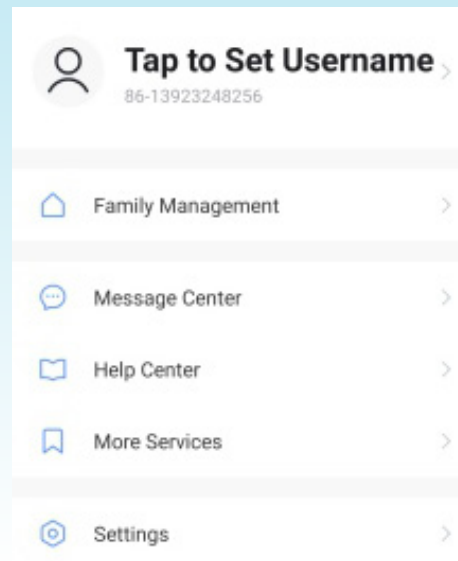 Tap to Set Username
86-13923248256
Family Management
Message Center
Help Center
More Services
Settings